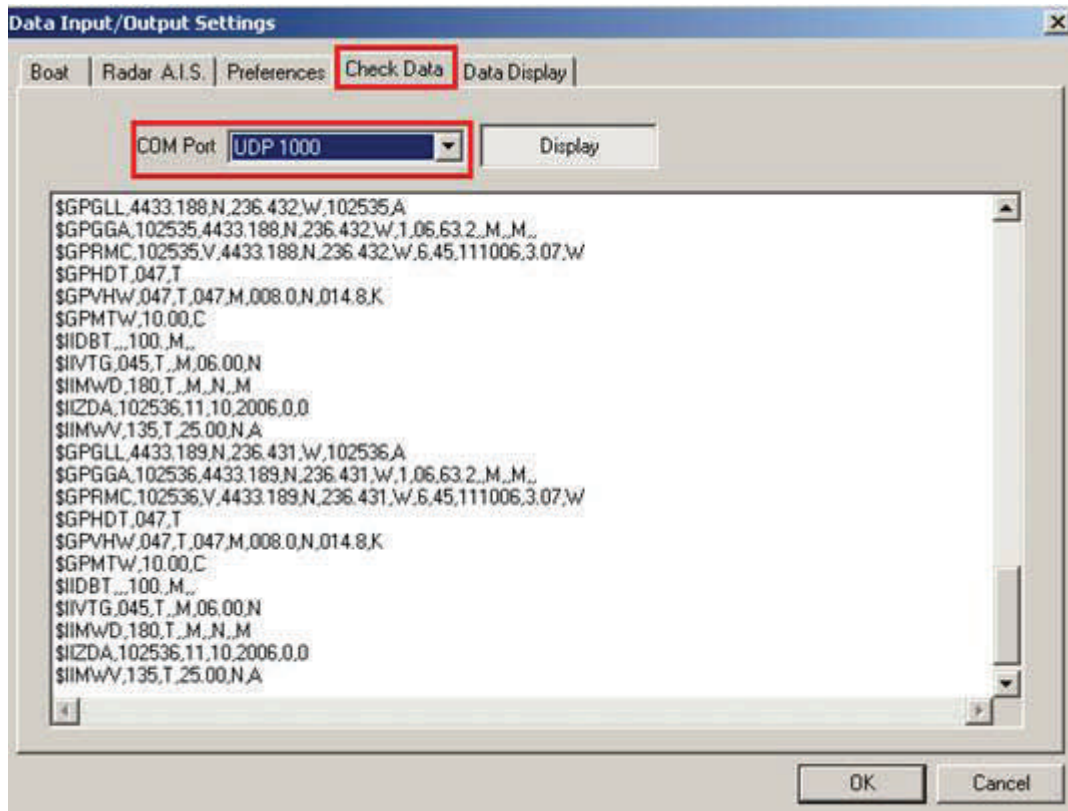 Data Input/Output Settings
Boat Radar A.I.S. Preferences Check Data Data Display
COM Port UDP 1000 Display
$GPGLL,4433.188,N,236.432,W,102535,A
$GPGGA,102535,4433.188,N,236.432,W,1,06,63.2,,M,,M,,
$GPRMC,102535,V,4433.188,N,236.432,W,6,45,111006,3.07,W
$GPHDT,047,T
$GPVHW,047,T,047,M,008.0,N,014.8,K
$GPMTW,10.00,C
$IIDBT,,,100.,M,,
$IIVTG,045,T,,M,06.00,N
$IIMWD,180,T,,M,,N,,M
$IIZDA,102536,11,10,2006,0,0
$IIMWV,135,T,25.00,N,A
$GPGLL,4433.189,N,236.431,W,102536,A
$GPGGA,102536,4433.189,N,236.431,W,1,06,63.2,,M,,M,,
$GPRMC,102536,V,4433.189,N,236.431,W,6,45,111006,3.07,W
$GPHDT,047,T
$GPVHW,047,T,047,M,008.0,N,014.8,K
$GPMTW,10.00,C
$IIDBT,,,100.,M,,
$IIVTG,045,T,,M,06.00,N
$IIMWD,180,T,,M,,N,,M
$IIZDA,102536,11,10,2006,0,0
$IIMWV,135,T,25.00,N,A
OK Cancel